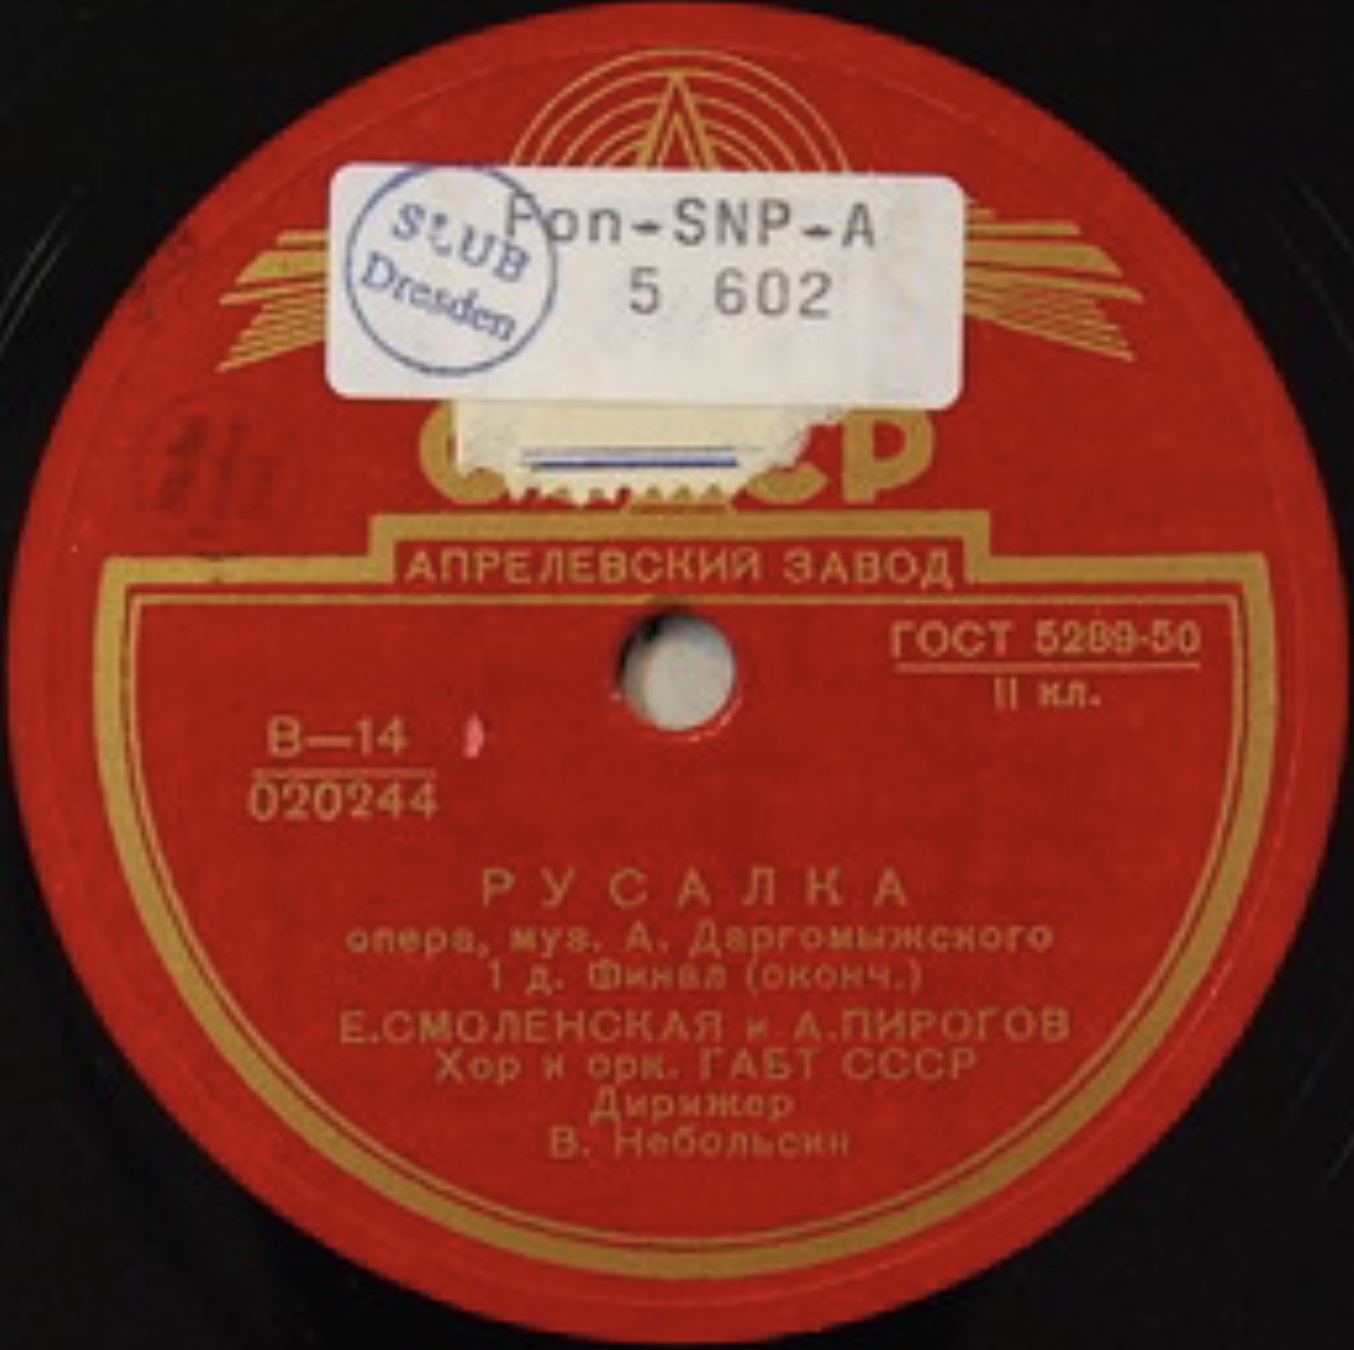 SLUB
Dresden
Fon-SNP-A
5 602
АПРЕЛЕВСКИЙ ЗАВОД
ГОСТ 5289-50
II кл.
В—14
020244
РУСАЛКА
опера, муз. А. Даргомыжского
1 д. Финал (оконч.)
Е.СМОЛЕНСКАЯ и А.ПИРОГОВ
Хор и орк. ГАБТ СССР
Дирижер
В. Небольсин